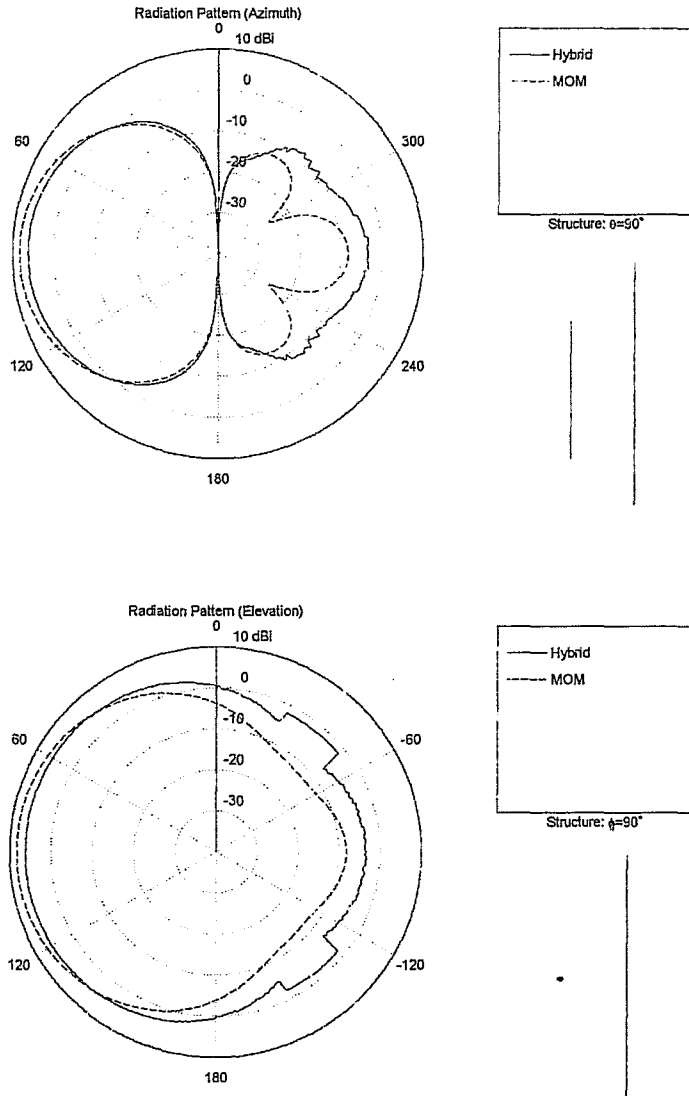 Radiation Pattern (Azimuth)
0
10 dBi
0
-10
-20
-30
60
300
120
240
180
Hybrid
MOM
Structure: θ=90°
Radiation Pattern (Elevation)
0
10 dBi
0
-10
-20
-30
60
-60
120
-120
180
Hybrid
MOM
Structure: ϕ=90°